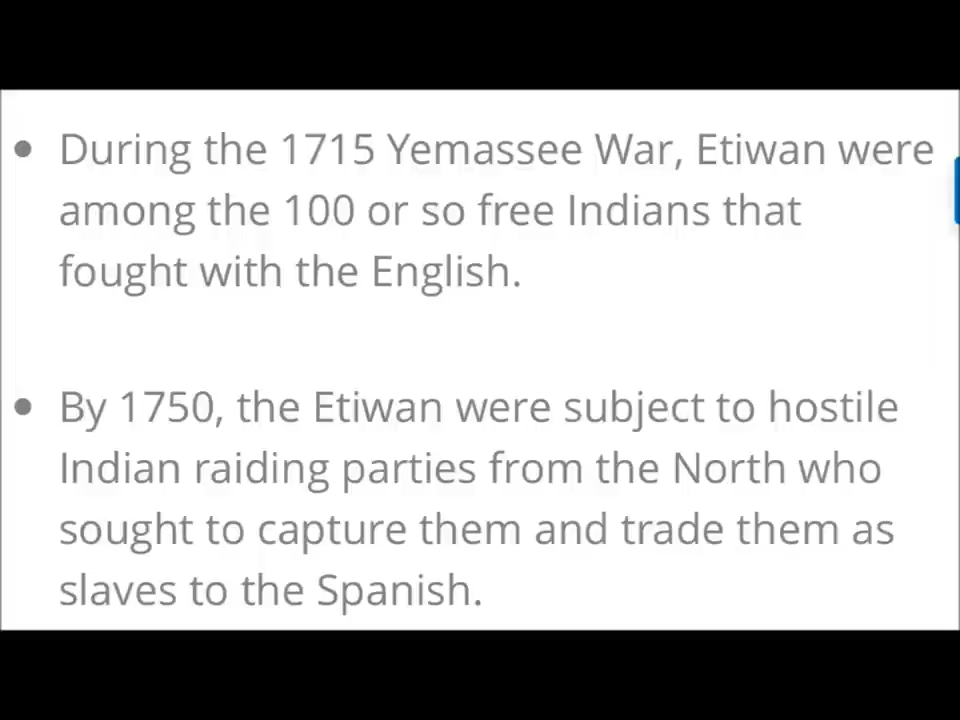 • During the 1715 Yemassee War, Etiwan were
among the 100 or so free Indians that
fought with the English.
• By 1750, the Etiwan were subject to hostile
Indian raiding parties from the North who
sought to capture them and trade them as
slaves to the Spanish.